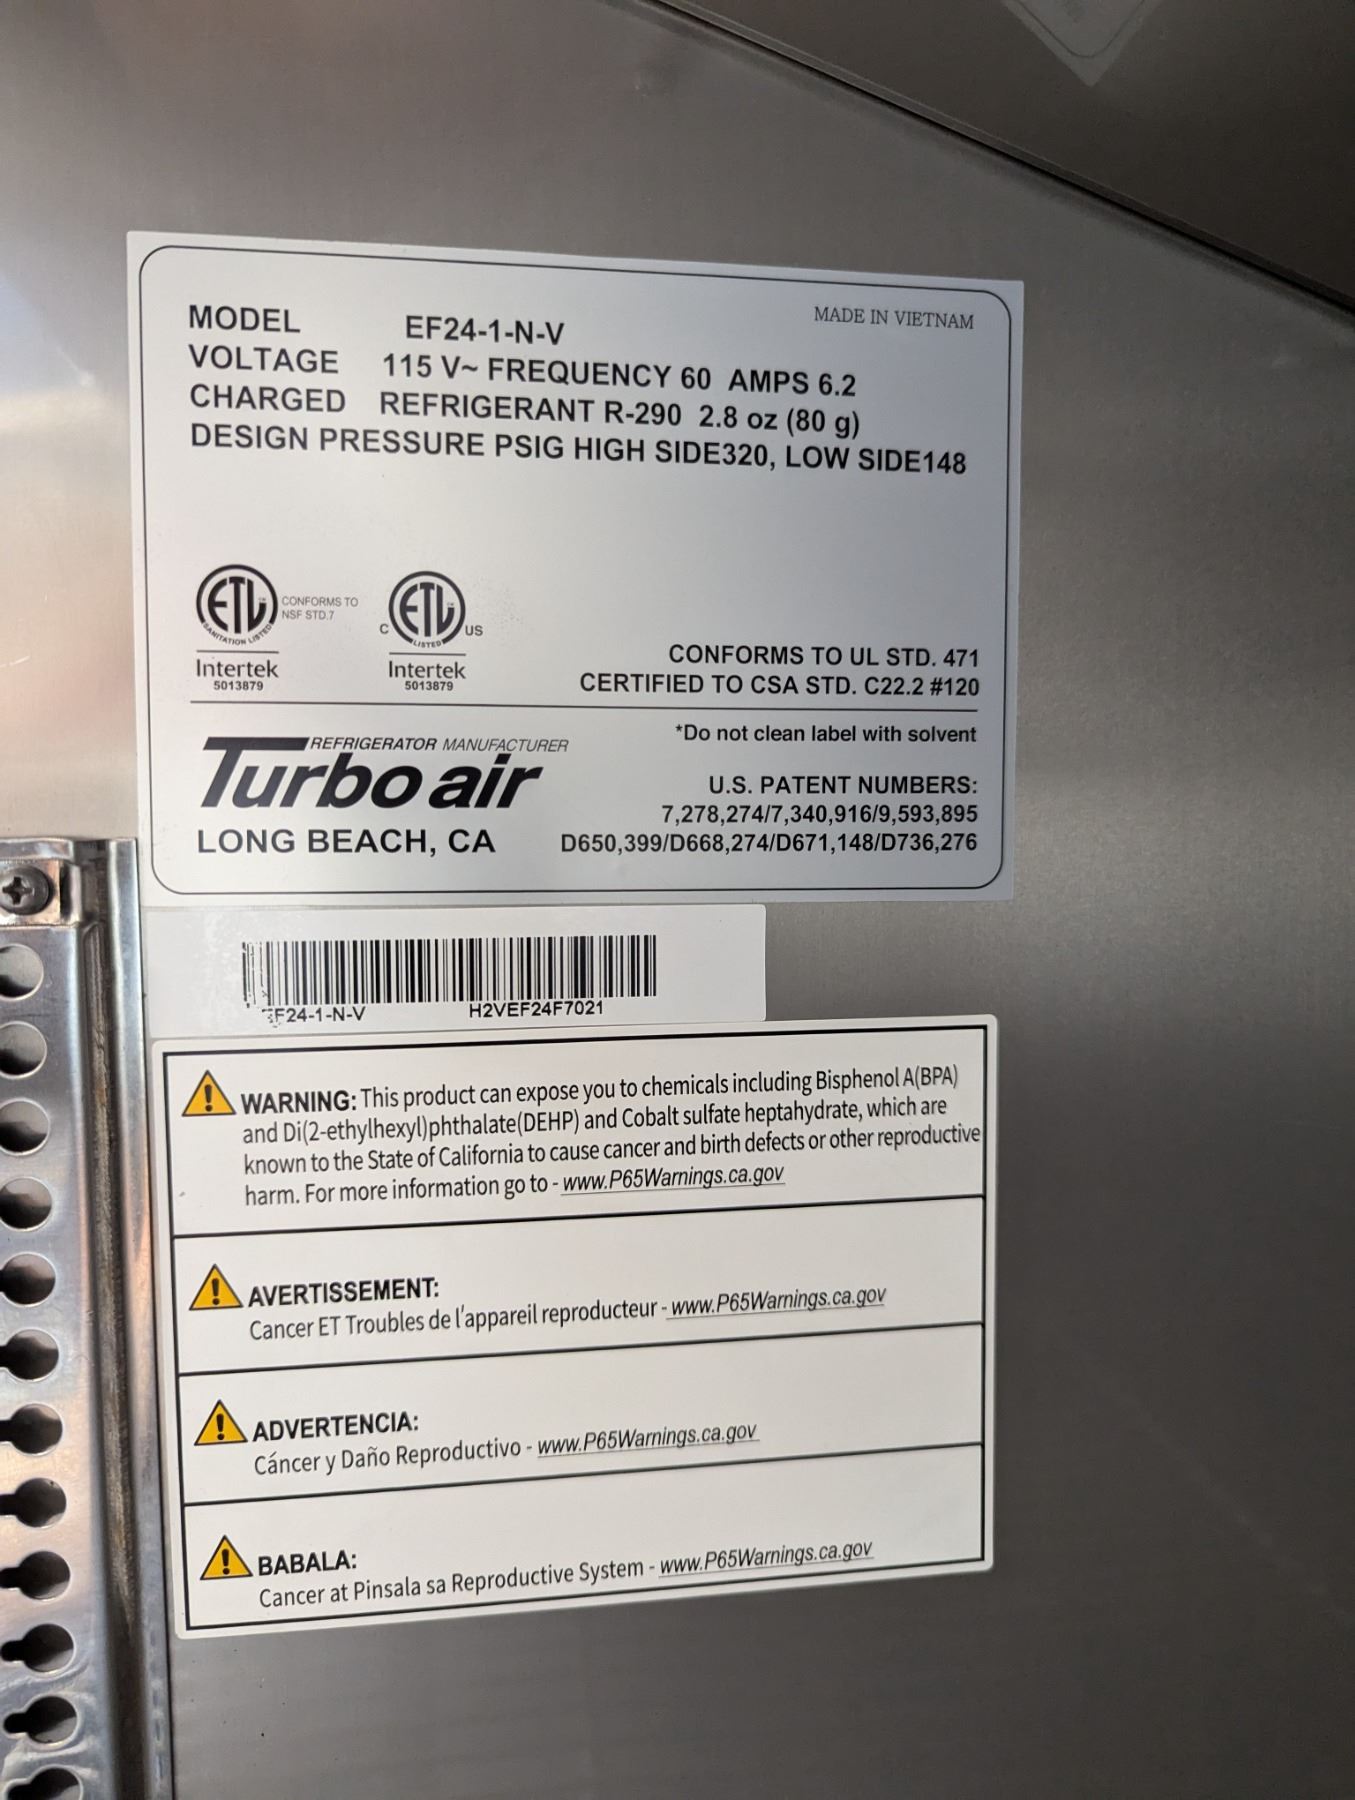 MADE IN VIETNAM
MODEL EF24-1-N-V
VOLTAGE 115 V~ FREQUENCY 60 AMPS 6.2
CHARGED REFRIGERANT R-290 2.8 oz (80 g)
DESIGN PRESSURE PSIG HIGH SIDE320, LOW SIDE148
ETL
SANITATION LISTED
CONFORMS TO
NSF STD.7
Intertek
5013879
C ETL US
LISTED
Intertek
5013879
CONFORMS TO UL STD. 471
CERTIFIED TO CSA STD. C22.2 #120
REFRIGERATOR MANUFACTURER
Turbo air
LONG BEACH, CA
*Do not clean label with solvent
U.S. PATENT NUMBERS:
7,278,274/7,340,916/9,593,895
D650,399/D668,274/D671,148/D736,276
EF24-1-N-V H2VEF24F7021
WARNING: This product can expose you to chemicals including Bisphenol A(BPA)
and Di(2-ethylhexyl)phthalate(DEHP) and Cobalt sulfate heptahydrate, which are
known to the State of California to cause cancer and birth defects or other reproductive
harm. For more information go to - www.P65Warnings.ca.gov
AVERTISSEMENT:
Cancer ET Troubles de l'appareil reproducteur - www.P65Warnings.ca.gov
ADVERTENCIA:
Cáncer y Daño Reproductivo - www.P65Warnings.ca.gov
BABALA:
Cancer at Pinsala sa Reproductive System - www.P65Warnings.ca.gov